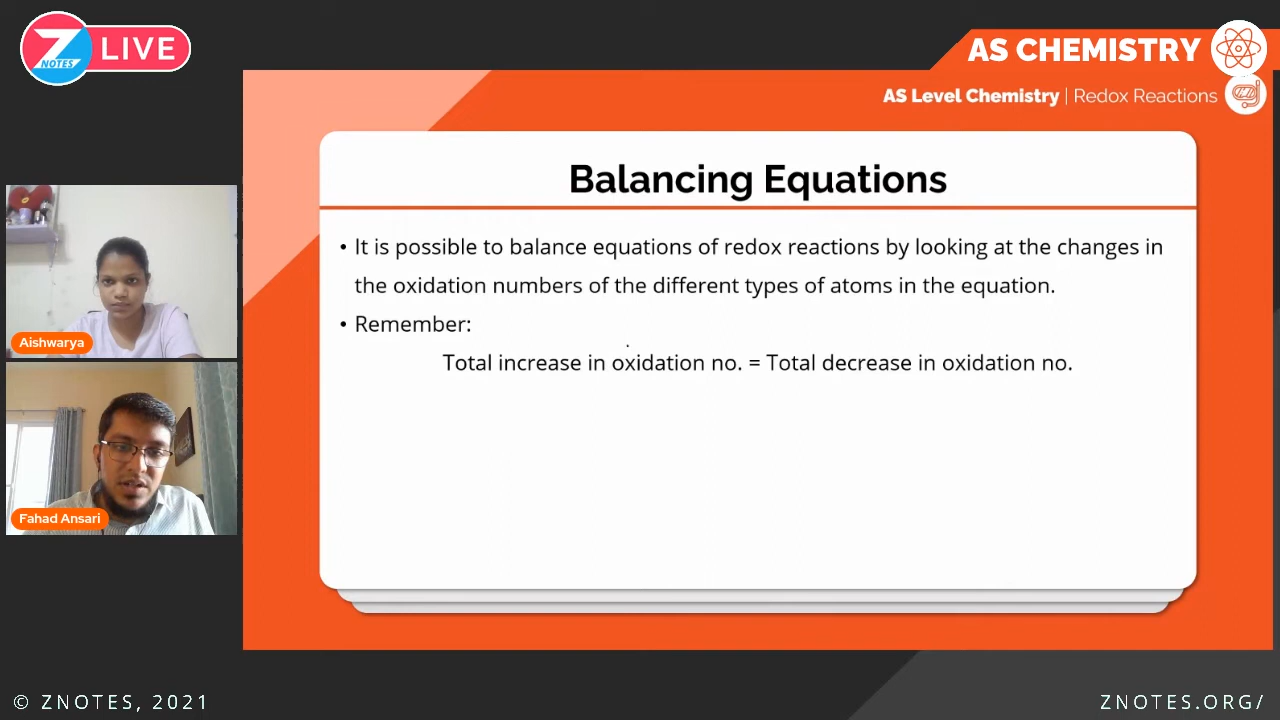 Z
NOTES
LIVE
AS CHEMISTRY
AS Level Chemistry | Redox Reactions
Balancing Equations
• It is possible to balance equations of redox reactions by looking at the changes in
the oxidation numbers of the different types of atoms in the equation.
• Remember:
Total increase in oxidation no. = Total decrease in oxidation no.
Aishwarya
Fahad Ansari
© ZNOTES, 2021
ZNOTES.ORG/